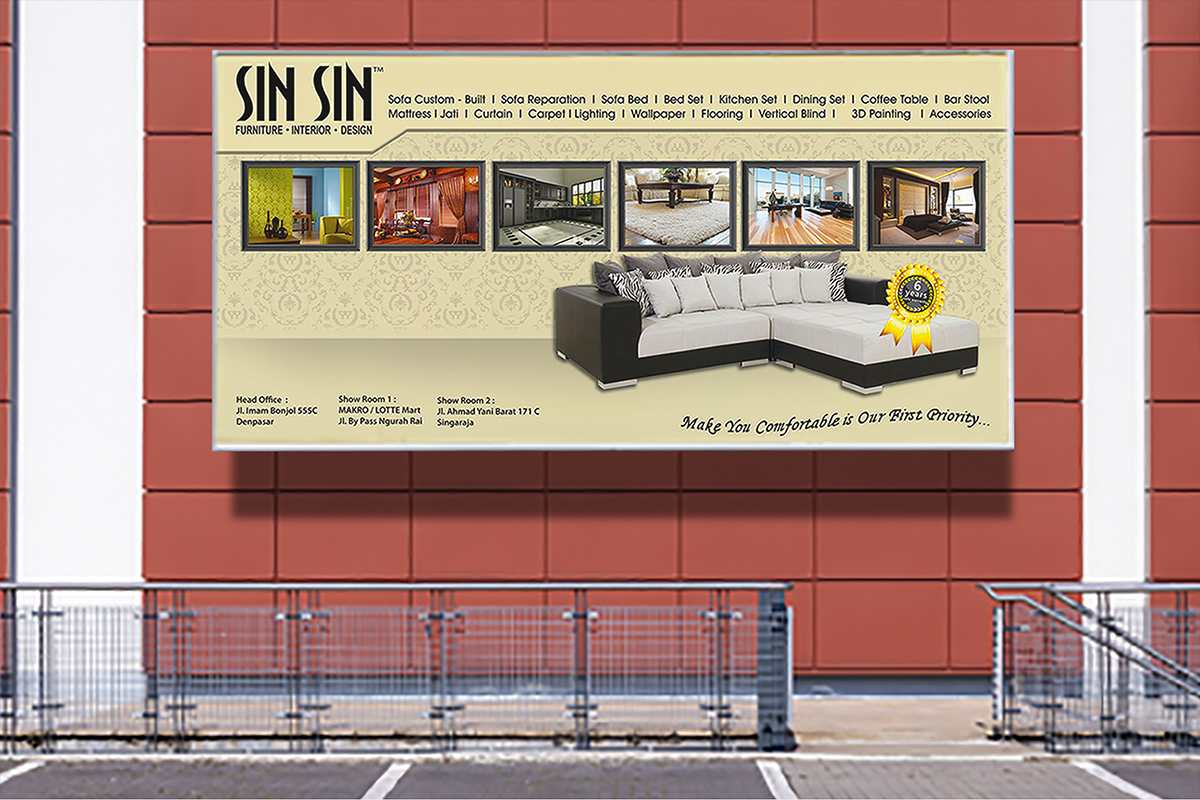 SIN SIN™
FURNITURE • INTERIOR • DESIGN
Sofa Custom - Built I Sofa Reparation I Sofa Bed I Bed Set I Kitchen Set I Dining Set I Coffee Table I Bar Stool
Mattress I Jati I Curtain I Carpet I Lighting I Wallpaper I Flooring I Vertical Blind I 3D Painting I Accessories
6
years
Head Office :
Jl. Imam Bonjol 555C
Denpasar
Show Room 1 :
MAKRO / LOTTE Mart
Jl. By Pass Ngurah Rai
Show Room 2 :
Jl. Ahmad Yani Barat 171 C
Singaraja
Make You Comfortable is Our First Priority...